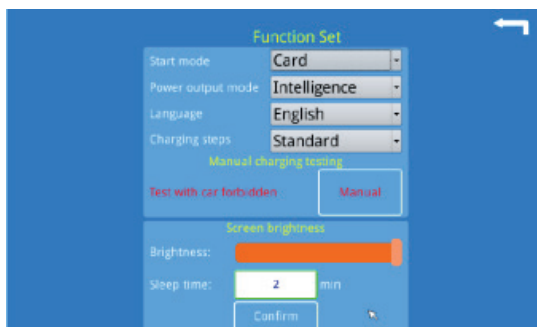 Function Set
Start mode Card
Power output mode Intelligence
Language English
Charging steps Standard
Manual charging testing
Test with car forbidden Manual
Screen brightness
Brightness:
Sleep time: 2 min
Confirm